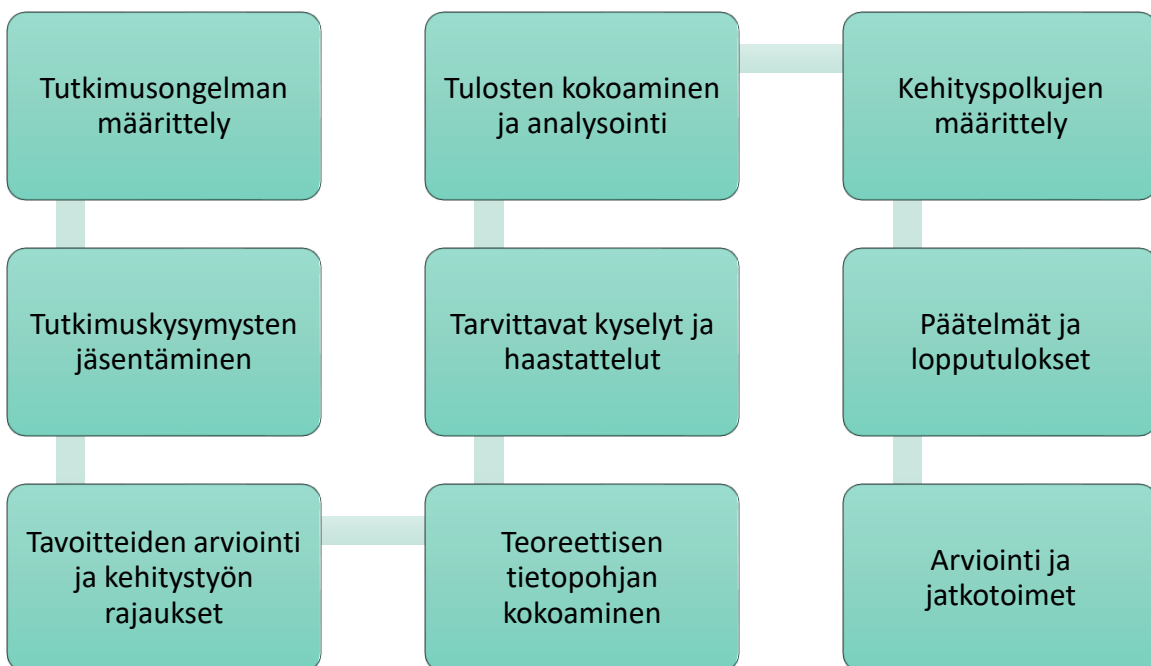 Tutkimusongelman
määrittely
Tutkimuskysymysten
jäsentäminen
Tavoitteiden arviointi
ja kehitystyön
rajaukset
Teoreettisen
tietopohjan
kokoaminen
Tarvittavat kyselyt ja
haastattelut
Tulosten kokoaminen
ja analysointi
Kehityspolkujen
määrittely
Päätelmät ja
lopputulokset
Arviointi ja
jatkotoimet